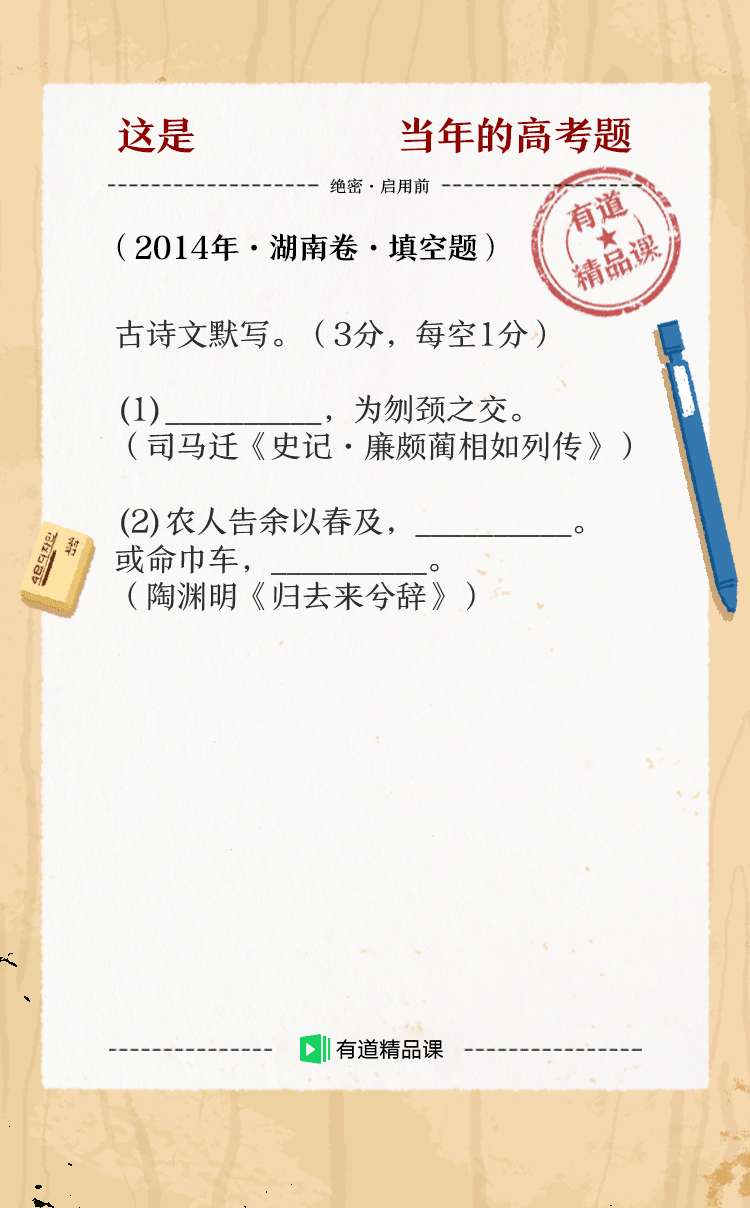 这是 当年的高考题
绝密·启用前
有道
精品课
（2014年·湖南卷·填空题）
古诗文默写。（3分，每空1分）
(1)__________，为刎颈之交。
（司马迁《史记·廉颇蔺相如列传》）
(2)农人告余以春及，__________。
或命巾车，__________。
（陶渊明《归去来兮辞》）
有道精品课